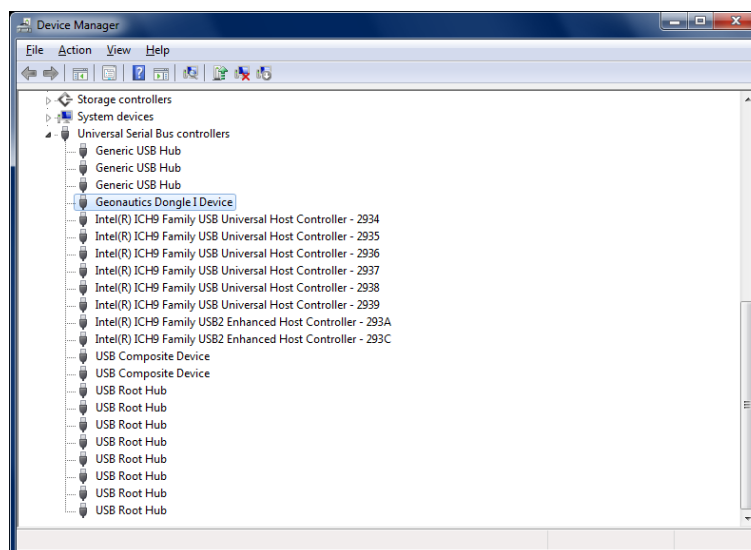 Device Manager
File Action View Help
Storage controllers
System devices
Universal Serial Bus controllers
Generic USB Hub
Generic USB Hub
Generic USB Hub
Geonautics Dongle I Device
Intel(R) ICH9 Family USB Universal Host Controller - 2934
Intel(R) ICH9 Family USB Universal Host Controller - 2935
Intel(R) ICH9 Family USB Universal Host Controller - 2936
Intel(R) ICH9 Family USB Universal Host Controller - 2937
Intel(R) ICH9 Family USB Universal Host Controller - 2938
Intel(R) ICH9 Family USB Universal Host Controller - 2939
Intel(R) ICH9 Family USB2 Enhanced Host Controller - 293A
Intel(R) ICH9 Family USB2 Enhanced Host Controller - 293C
USB Composite Device
USB Composite Device
USB Root Hub
USB Root Hub
USB Root Hub
USB Root Hub
USB Root Hub
USB Root Hub
USB Root Hub
USB Root Hub